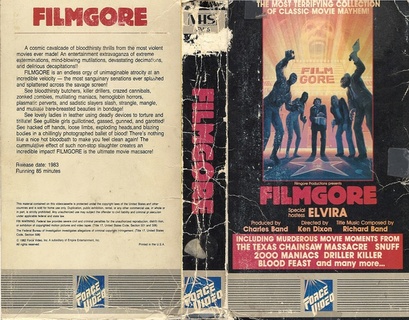 FILMGORE
A cosmic cavalcade of bloodthirsty thrills from the most violent
movies ever made! An entertainment extravaganza of extreme
exterminations, mind-blowing mutilations, devastating decimations,
and delirious decapitations!!
FILMGORE is an endless orgy of unimaginable atrocity at an
incredible velocity — the most sanguinary sensations ever splashed
and splattered across the savage screen!
See bloodthirsty butchers, killer drillers, crazed cannibals,
zonked zombies, mutilating maniacs, hemoglobin horrors,
plasmatic perverts, and sadistic slayers slash, strangle, mangle,
and mutilate bare-breasted beauties in bondage!
See lovely ladies in leather using deadly devices to torture and
titillate! See gullible girls guillotined, gassed, gunned, and garrotted!
See hacked off hands, loose limbs, exploding heads, and blazing
bodies in a chillingly photographed ballet of blood! There's nothing
like a nice hot bloodbath to make you feel clean again! The
cummulative effect of such non-stop slaughter creates an
incredible impact! FILMGORE is the ultimate movie massacre!
Release date: 1983
Running 85 minutes
FORCE
VIDEO
VHS
FILMGORE
FORCE
VIDEO
THE MOST TERRIFYING COLLECTION
OF CLASSIC MOVIE MAYHEM!
FILM
GORE
Filmgore Productions presents
FILMGORE
Special
hostess ELVIRA
Produced by Directed by Title Music Composed by
Charles Band Ken Dixon Richard Band
INCLUDING MURDEROUS MOVIE MOMENTS FROM
THE TEXAS CHAINSAW MASSACRE SNUFF
2000 MANIACS DRILLER KILLER
BLOOD FEAST and many more...
FORCE
VIDEO